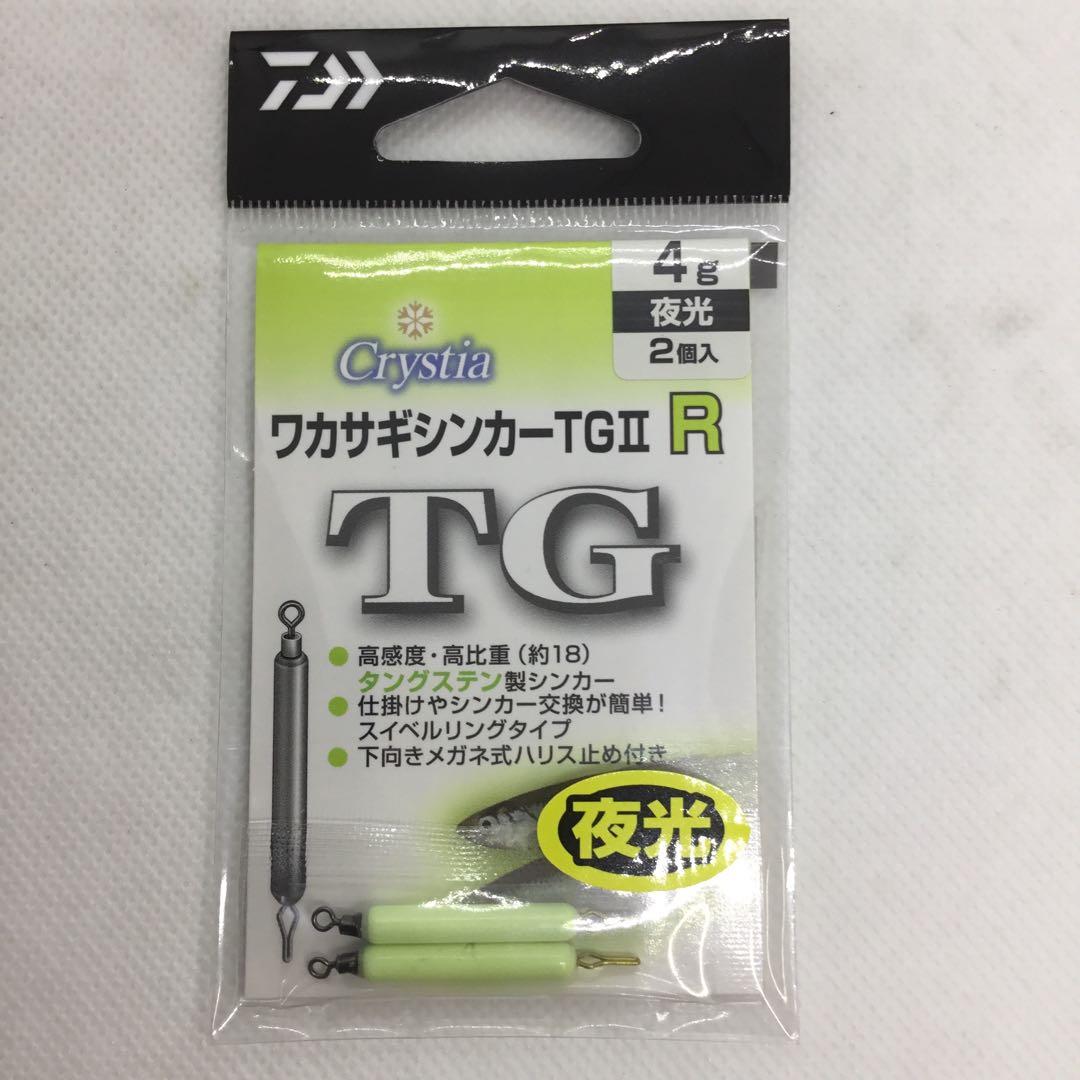 4g
夜光
2個入
Crystia
ワカサギシンカーTGⅡ R
TG
● 高感度・高比重(約18)
タングステン製シンカー
● 仕掛けやシンカー交換が簡単!
スイベルリングタイプ
● 下向きメガネ式ハリス止め付き
夜光